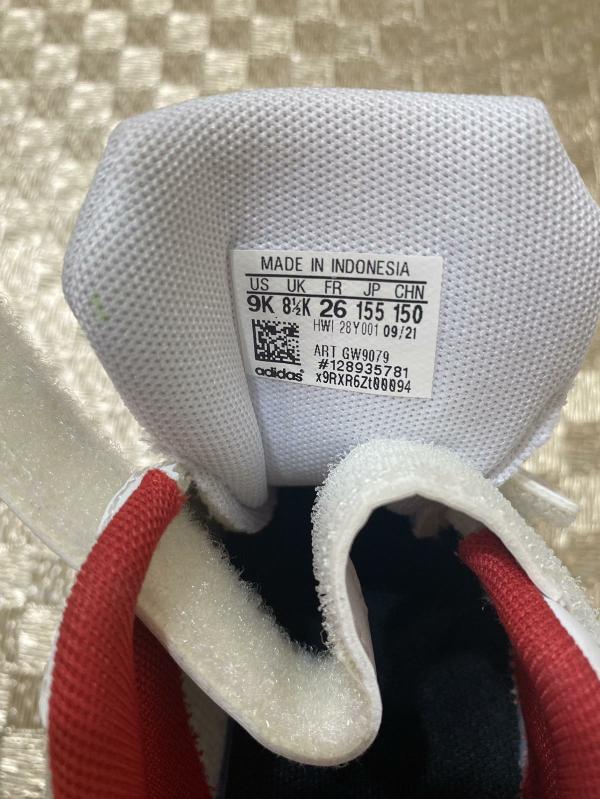 MADE IN INDONESIA
US UK FR JP CHN
9K 8½K 26 155 150
HWI 28Y001 09/21
ART GW9079
#128935781
adidas x9RXR6Zt00094